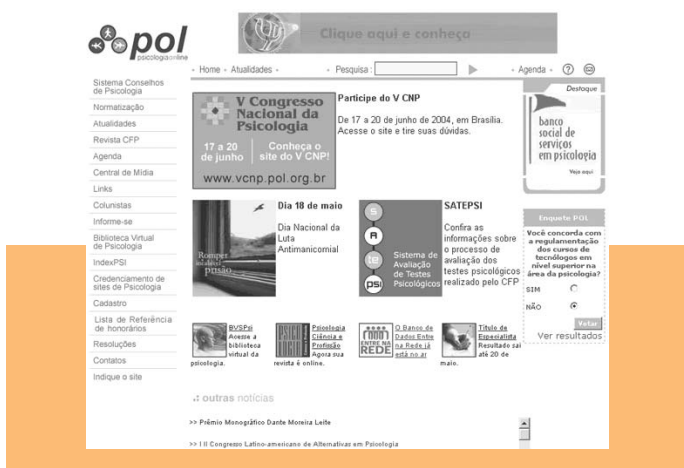 pol
psicologiaonline
Clique aqui e conheça
Home
Atualidades
Pesquisa :
Agenda
Sistema Conselhos
de Psicologia
Normatização
Atualidades
Revista CFP
Agenda
Central de Mídia
Links
Colunistas
Informe-se
Biblioteca Virtual
de Psicologia
IndexPSI
Credenciamento de
sites de Psicologia
Cadastro
Lista de Referência
de honorários
Resoluções
Contatos
Indique o site
V Congresso
Nacional da
Psicologia
17 a 20
de junho
Conheça o
site do V CNP!
www.vcnp.pol.org.br
Participe do V CNP
De 17 a 20 de junho de 2004, em Brasília.
Acesse o site e tire suas dúvidas.
Destaque
banco
social de
serviços
em psicologia
Veja aqui
Romper
prisão
Dia 18 de maio
Dia Nacional da
Luta
Antimanicomial
S
A
te
psi
Sistema de
Avaliação
de Testes
Psicológicos
SATEPSI
Confira as
informações sobre
o processo de
avaliação dos
testes psicológicos
realizado pelo CFP
Enquete POL
Você concorda com
a regulamentação
dos cursos de
tecnólogos em
nível superior na
área da psicologia?
SIM
NÃO
Votar
Ver resultados
BVSPsi
Acesse a
biblioteca
virtual da
psicologia.
Psicologia
Ciência e
Profissão
Agora sua
revista é online.
ENTRE NA
REDE
O Banco de
Dados Entre
na Rede já
está no ar
Título de
Especialista
Resultado sai
até 20 de
maio.
.: outras notícias
>> Prêmio Monográfico Dante Moreira Leite
>> I II Congresso Latino-americano de Alternativas em Psicologia